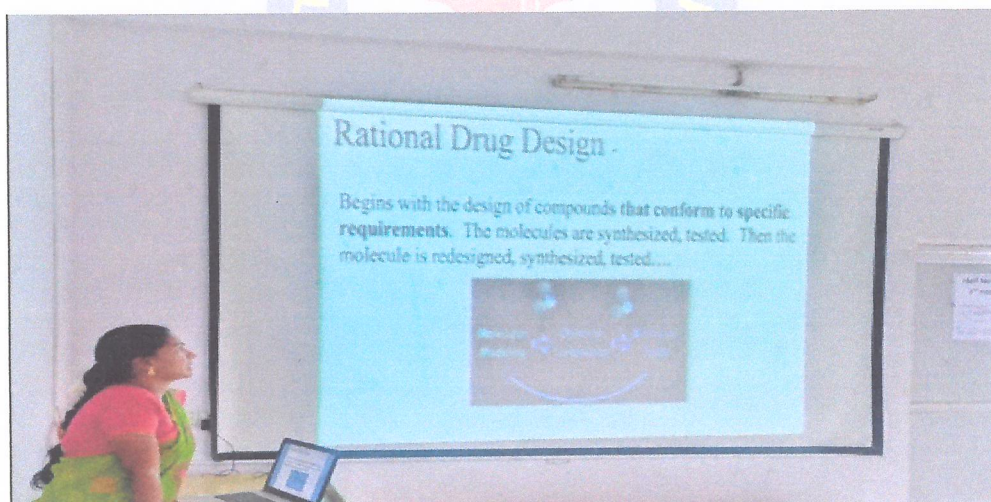 Rational Drug Design -
Begins with the design of compounds that conform to specific
requirements. The molecules are synthesized, tested. Then the
molecule is redesigned, synthesized, tested....